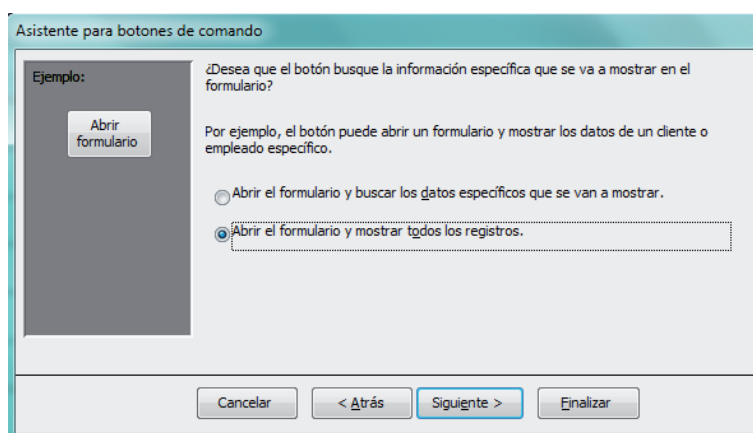 Asistente para botones de comando
Ejemplo:
Abrir
formulario
¿Desea que el botón busque la información específica que se va a mostrar en el
formulario?
Por ejemplo, el botón puede abrir un formulario y mostrar los datos de un cliente o
empleado específico.
Abrir el formulario y buscar los datos específicos que se van a mostrar.
Abrir el formulario y mostrar todos los registros.
Cancelar
< Atrás
Siguiente >
Finalizar